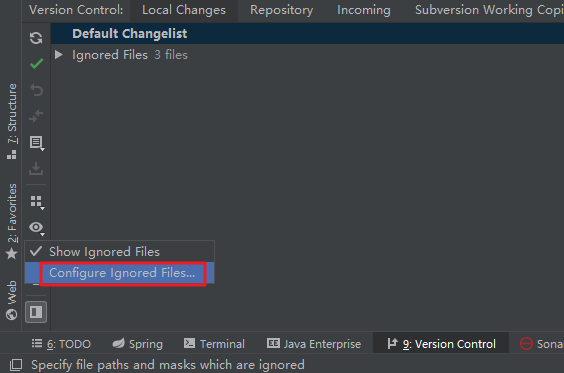 Version Control: Local Changes Repository Incoming Subversion Working Copi
Default Changelist
Ignored Files 3 files
7: Structure
2: Favorites
Web
Show Ignored Files
Configure Ignored Files...
6: TODO Spring Terminal Java Enterprise 9: Version Control Sona
Specify file paths and masks which are ignored